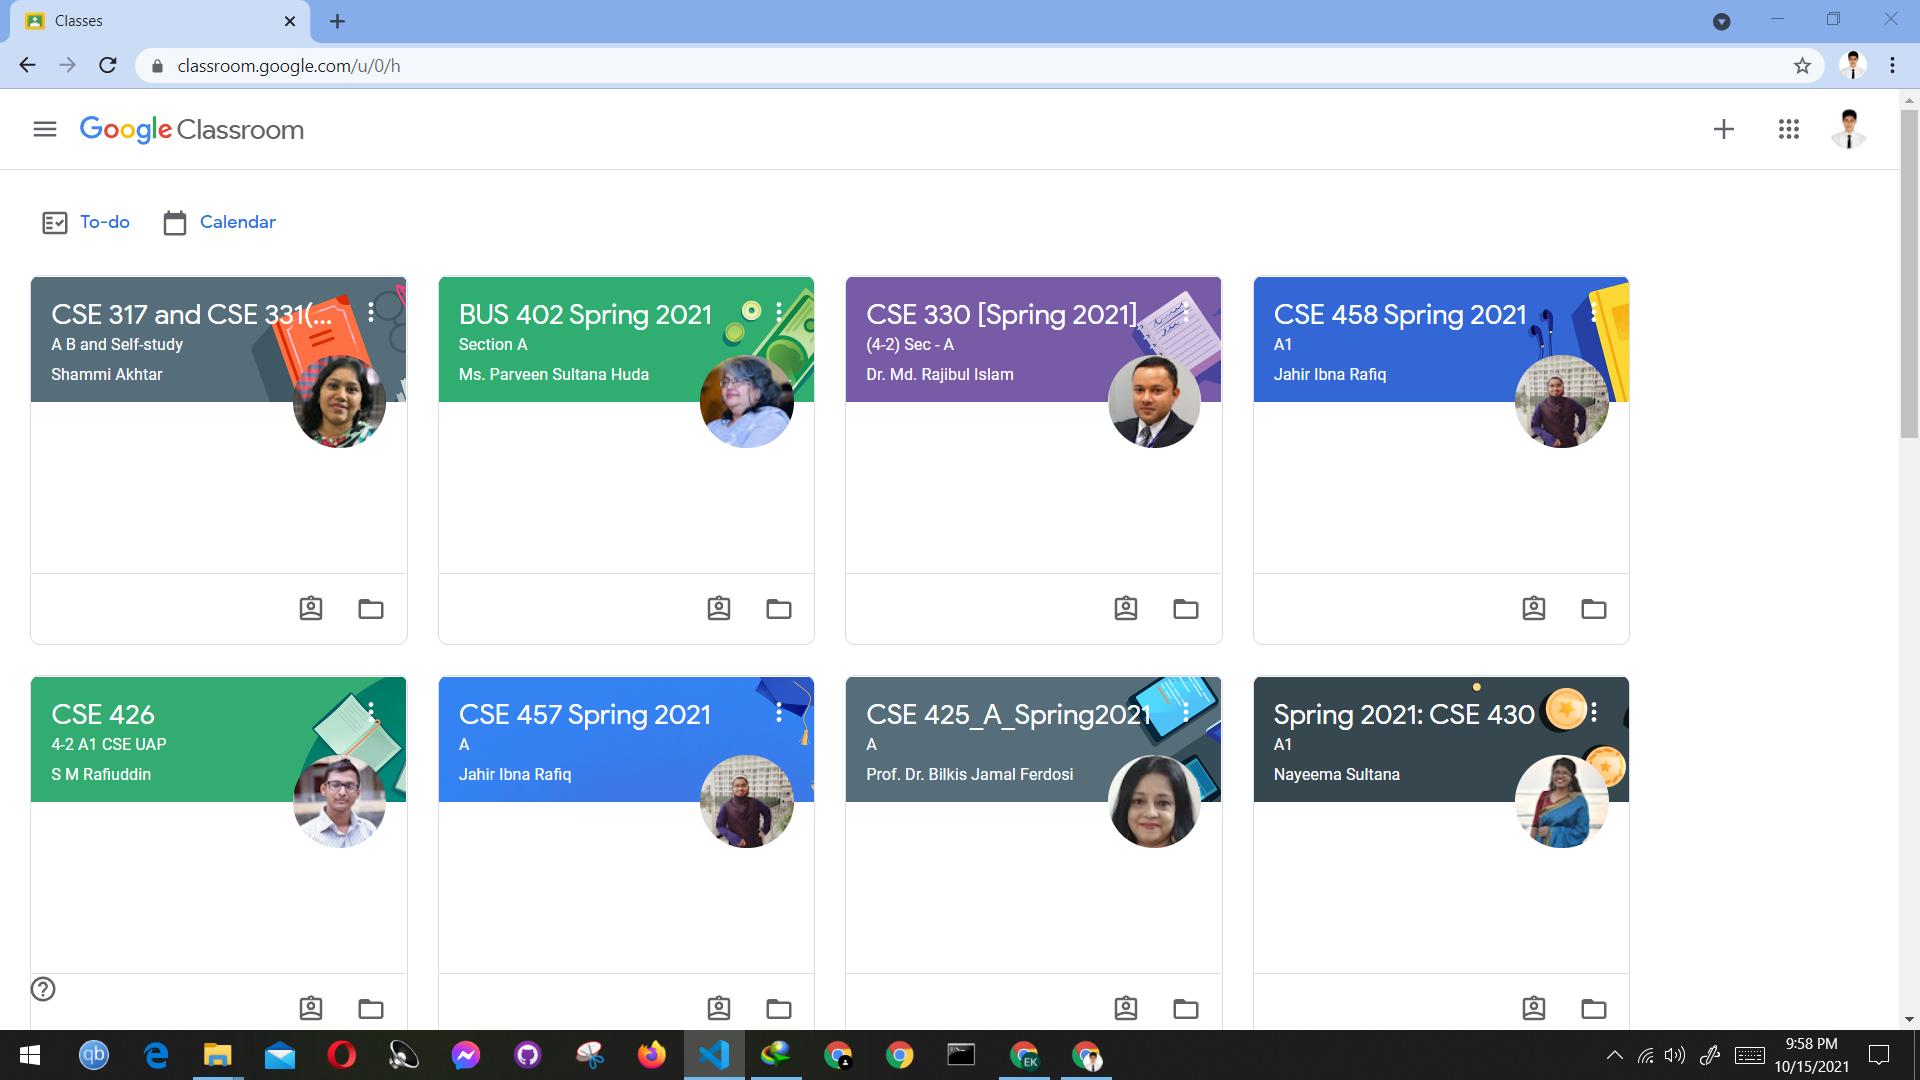 Classes
classroom.google.com/u/0/h
Google Classroom
To-do
Calendar
CSE 317 and CSE 331(...
A B and Self-study
Shammi Akhtar
BUS 402 Spring 2021
Section A
Ms. Parveen Sultana Huda
CSE 330 [Spring 2021]
(4-2) Sec - A
Dr. Md. Rajibul Islam
CSE 458 Spring 2021
A1
Jahir Ibna Rafiq
CSE 426
4-2 A1 CSE UAP
S M Rafiuddin
CSE 457 Spring 2021
A
Jahir Ibna Rafiq
CSE 425_A_Spring2021
A
Prof. Dr. Bilkis Jamal Ferdosi
Spring 2021: CSE 430
A1
Nayeema Sultana
qb
EK
9:58 PM
10/15/2021